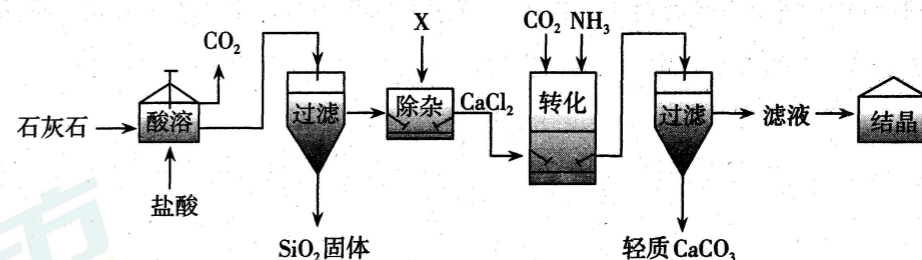 石灰石
盐酸
酸溶
CO₂
过滤
SiO₂固体
X
除杂
CaCl₂
CO₂ NH₃
转化
过滤
轻质CaCO₃
滤液
结晶
市